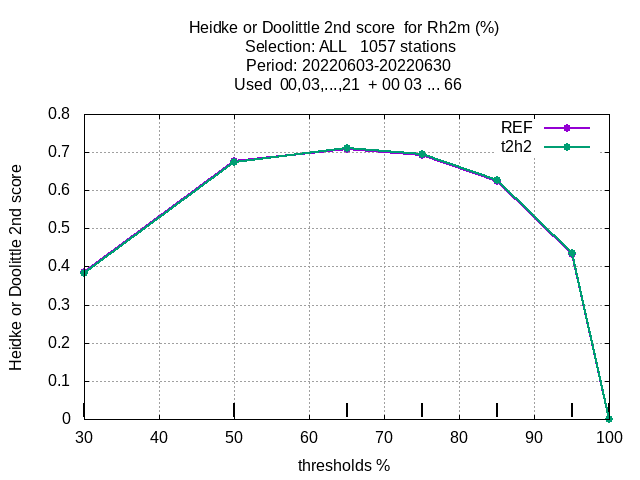 Heidke or Doolittle 2nd score  for Rh2m (%)
Selection: ALL   1057 stations
Period: 20220603-20220630
Used  00,03,...,21  + 00 03 ... 66
REF
t2h2
Heidke or Doolittle 2nd score
0.8
0.7
0.6
0.5
0.4
0.3
0.2
0.1
0
30 40 50 60 70 80 90 100
thresholds %